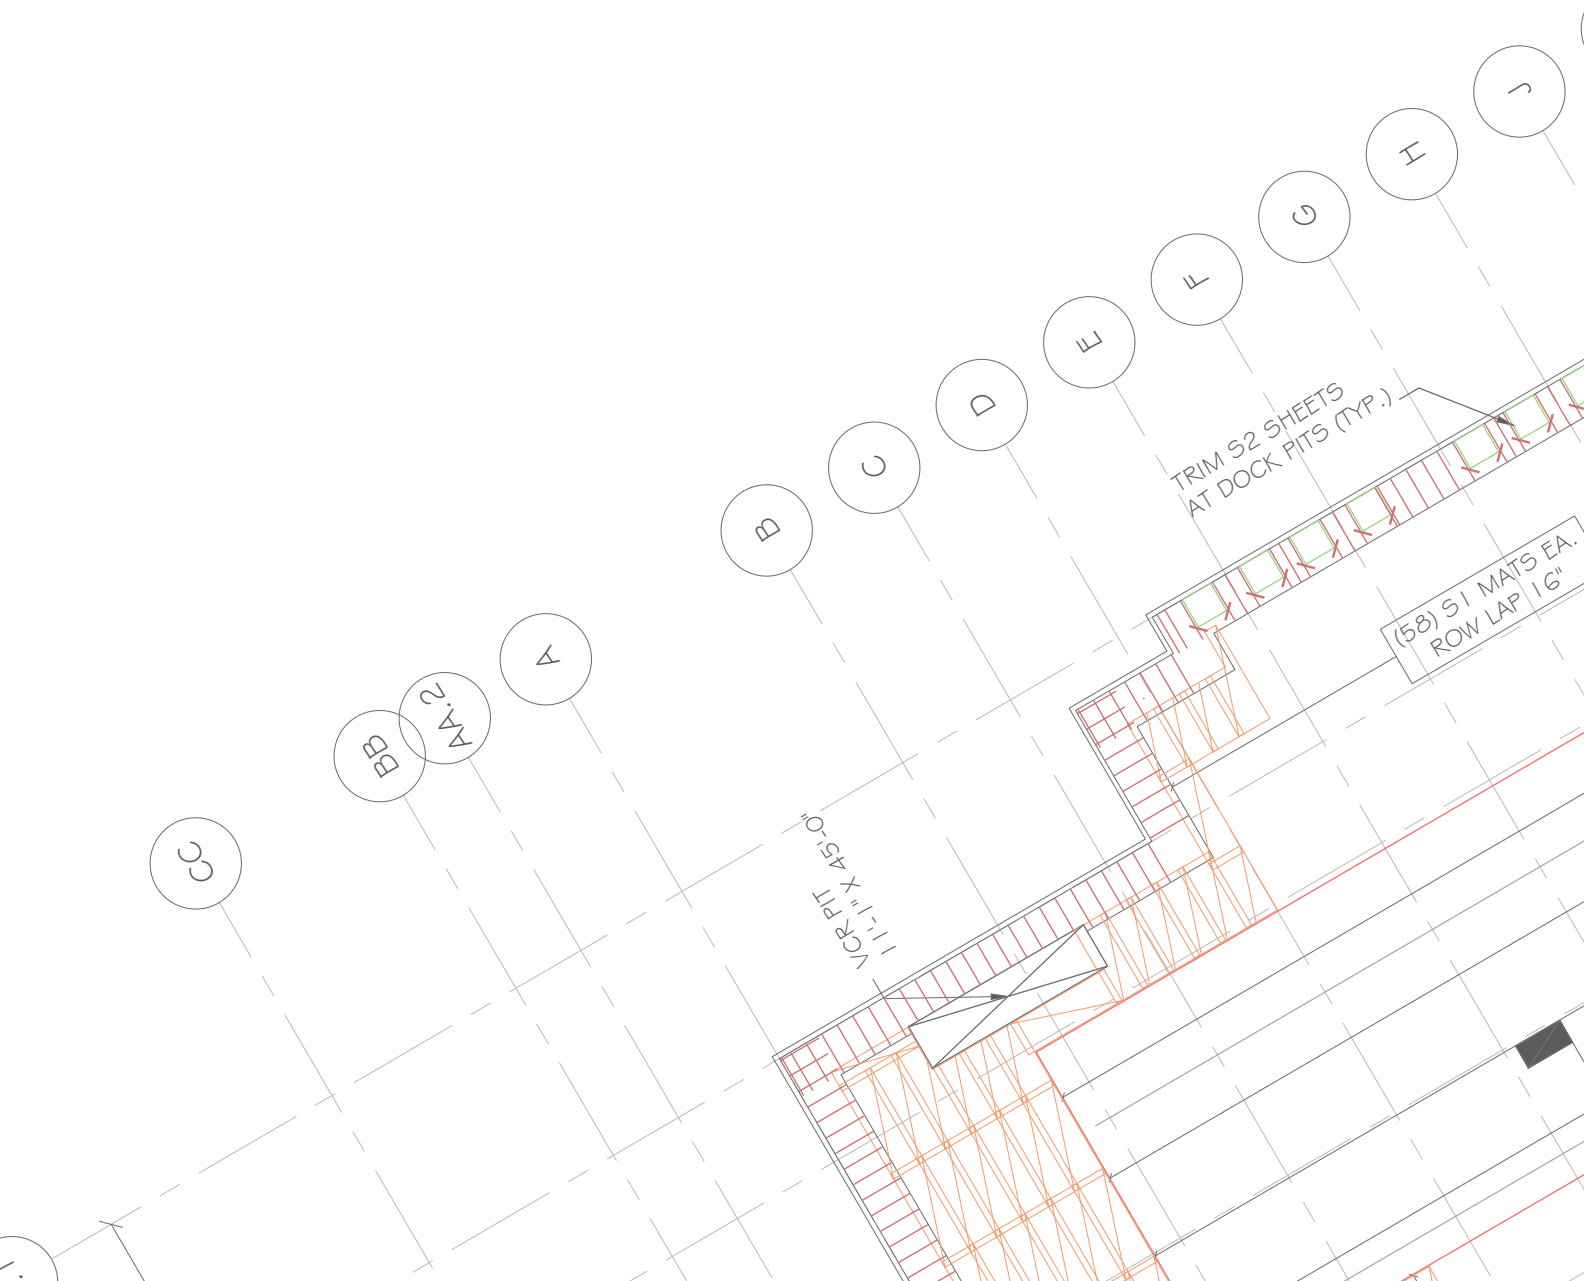 CC
BB
AA.2
A
B
C
D
E
F
G
H
J
TRIM S2 SHEETS
AT DOCK PITS (TYP.)
(58) S1 MATS EA.
ROW LAP 16"
VCR PIT
11'-1" X 45'-0"